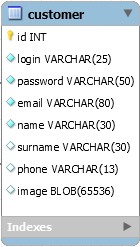 customer
id INT
login VARCHAR(25)
password VARCHAR(50)
email VARCHAR(80)
name VARCHAR(30)
surname VARCHAR(30)
phone VARCHAR(13)
image BLOB(65536)
Indexes